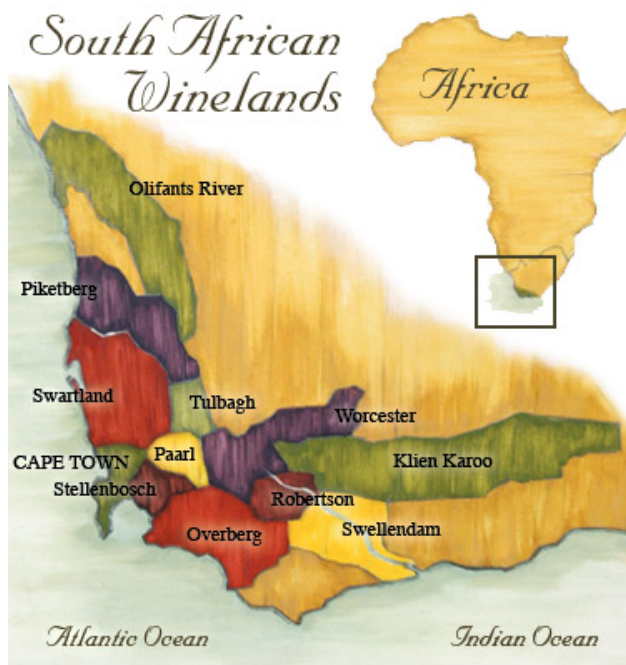 South African
Winelands
Africa
Olifants River
Piketberg
Swartland
Tulbagh
Worcester
CAPE TOWN
Paarl
Klien Karoo
Stellenbosch
Robertson
Overberg
Swellendam
Atlantic Ocean
Indian Ocean